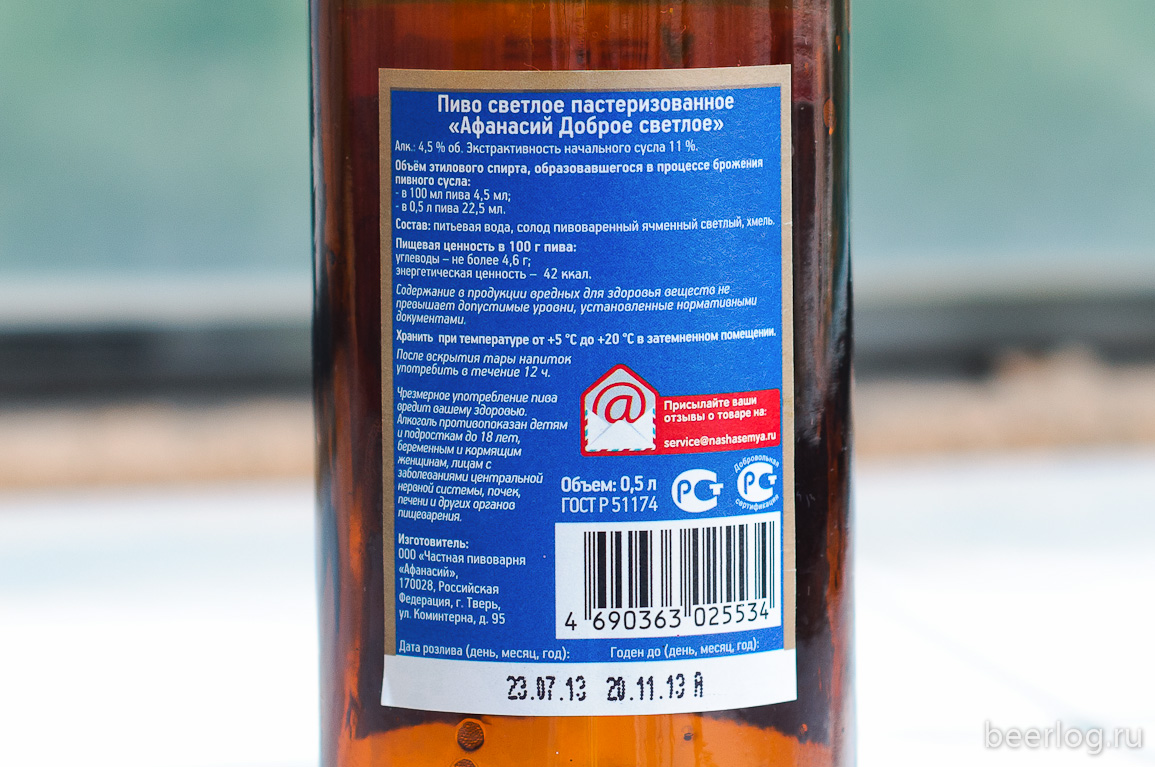 Пиво светлое пастеризованное
«Афанасий Доброе светлое»
Алк.: 4,5 % об. Экстрактивность начального сусла 11 %.
Объём этилового спирта, образовавшегося в процессе брожения
пивного сусла:
- в 100 мл пива 4,5 мл;
- в 0,5 л пива 22,5 мл.
Состав: питьевая вода, солод пивоваренный ячменный светлый, хмель.
Пищевая ценность в 100 г пива:
углеводы – не более 4,6 г;
энергетическая ценность – 42 ккал.
Содержание в продукции вредных для здоровья веществ не
превышает допустимые уровни, установленные нормативными
документами.
Хранить при температуре от +5 °С до +20 °С в затемненном помещении.
После вскрытия тары напиток
употребить в течение 12 ч.
Чрезмерное употребление пива
вредит вашему здоровью.
Алкоголь противопоказан детям
и подросткам до 18 лет,
беременным и кормящим
женщинам, лицам с
заболеваниями центральной
нервной системы, почек,
печени и других органов
пищеварения.
@
Присылайте ваши
отзывы о товаре на:
service@nashasemya.ru
Объем: 0,5 л
ГОСТ Р 51174
РСТ
Добровольная
РСТ
сертификация
Изготовитель:
ООО «Частная пивоварня
«Афанасий»,
170028, Российская
Федерация, г. Тверь,
ул. Коминтерна, д. 95
4 690363 025534
Дата розлива (день, месяц, год): Годен до (день, месяц, год):
23.07.13 20.11.13 А
beerlog.ru